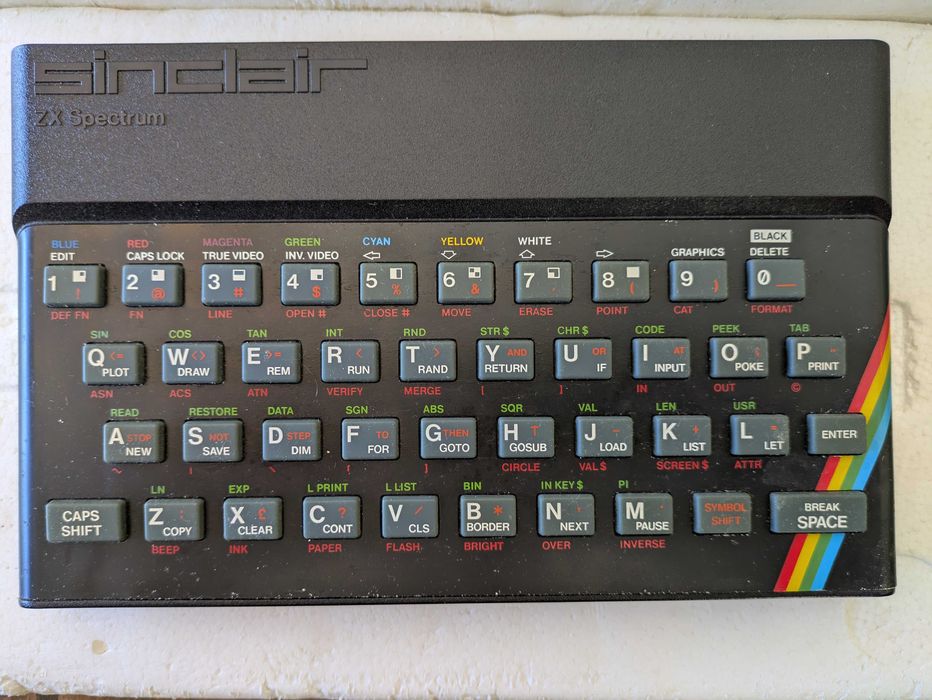 sinclair
ZX Spectrum
BLACK
BLUE RED MAGENTA GREEN CYAN YELLOW WHITE
EDIT CAPS LOCK TRUE VIDEO INV. VIDEO ⇦ ⇩ ⇧ ⇨ GRAPHICS DELETE
1 ! 2 @ 3 # 4 $ 5 % 6 & 7 ' 8 ( 9 ) 0 _
DEF FN FN LINE OPEN # CLOSE # MOVE ERASE POINT CAT FORMAT
SIN COS TAN INT RND STR $ CHR $ CODE PEEK TAB
Q <= W <> E >= R < T > Y AND U OR I AT O ; P "
PLOT DRAW REM RUN RAND RETURN IF INPUT POKE PRINT
ASN ACS ATN VERIFY MERGE [ ] IN OUT ©
READ RESTORE DATA SGN ABS SQR VAL LEN USR
A STOP S NOT D STEP F TO G THEN H ↑ J − K + L = ENTER
NEW SAVE DIM FOR GOTO GOSUB LOAD LIST LET
~ | \ { } CIRCLE VAL $ SCREEN $ ATTR
LN EXP L PRINT L LIST BIN IN KEY $ PI
CAPS Z : X £ C ? V / B * N , M . SYMBOL BREAK
SHIFT COPY CLEAR CONT CLS BORDER NEXT PAUSE SHIFT SPACE
BEEP INK PAPER FLASH BRIGHT OVER INVERSE